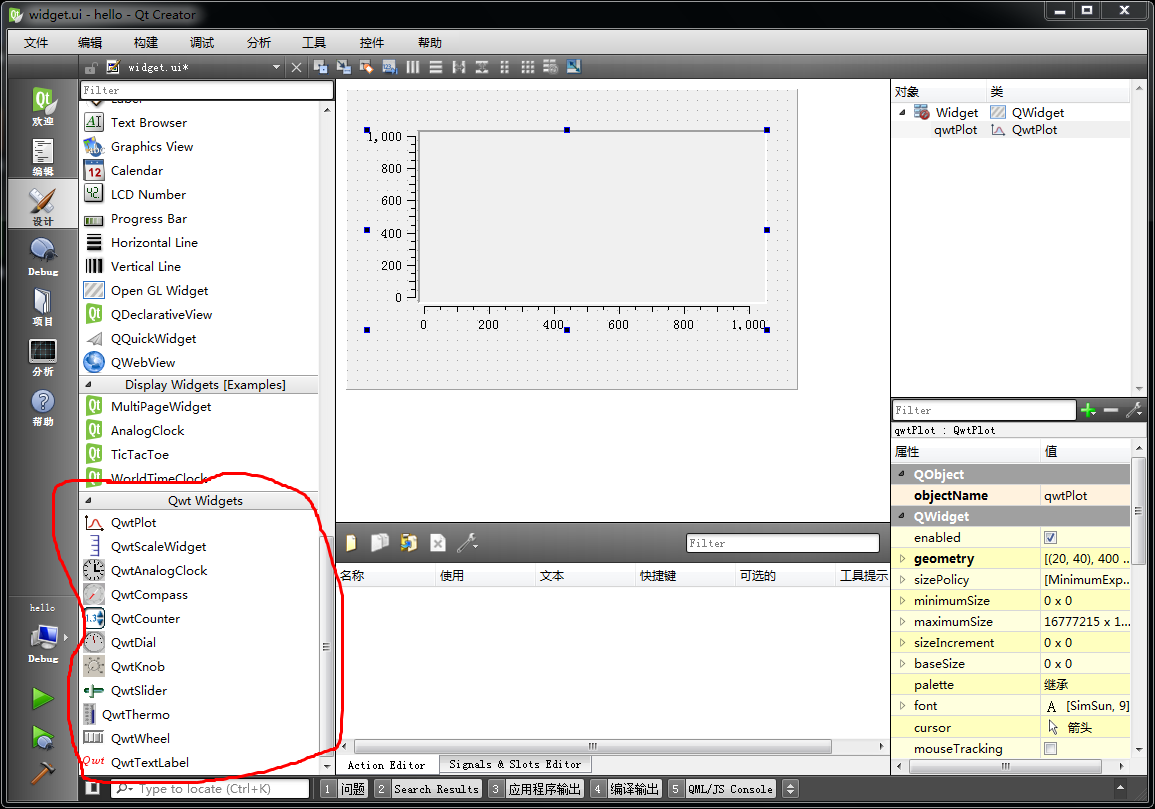 widget.ui - hello - Qt Creator
文件 编辑 构建 调试 分析 工具 控件 帮助
widget.ui*
欢迎
编辑
设计
Debug
项目
分析
帮助
hello
Debug
Filter
Label
Text Browser
Graphics View
Calendar
LCD Number
Progress Bar
Horizontal Line
Vertical Line
Open GL Widget
QDeclarativeView
QQuickWidget
QWebView
Display Widgets [Examples]
MultiPageWidget
AnalogClock
TicTacToe
WorldTimeClock
Qwt Widgets
QwtPlot
QwtScaleWidget
QwtAnalogClock
QwtCompass
QwtCounter
QwtDial
QwtKnob
QwtSlider
QwtThermo
QwtWheel
Qwt QwtTextLabel
1,000
800
600
400
200
0
0 200 400 600 800 1,000
Filter
名称 使用 文本 快捷键 可选的 工具提示
Action Editor Signals & Slots Editor
对象 类
Widget QWidget
qwtPlot QwtPlot
Filter
qwtPlot : QwtPlot
属性 值
QObject
objectName qwtPlot
QWidget
enabled
geometry [(20, 40), 400 ...
sizePolicy [MinimumExp...
minimumSize 0 x 0
maximumSize 16777215 x 1...
sizeIncrement 0 x 0
baseSize 0 x 0
palette 继承
font A [SimSun, 9]
cursor 箭头
mouseTracking
Type to locate (Ctrl+K) 1 问题 2 Search Results 3 应用程序输出 4 编译输出 5 QML/JS Console